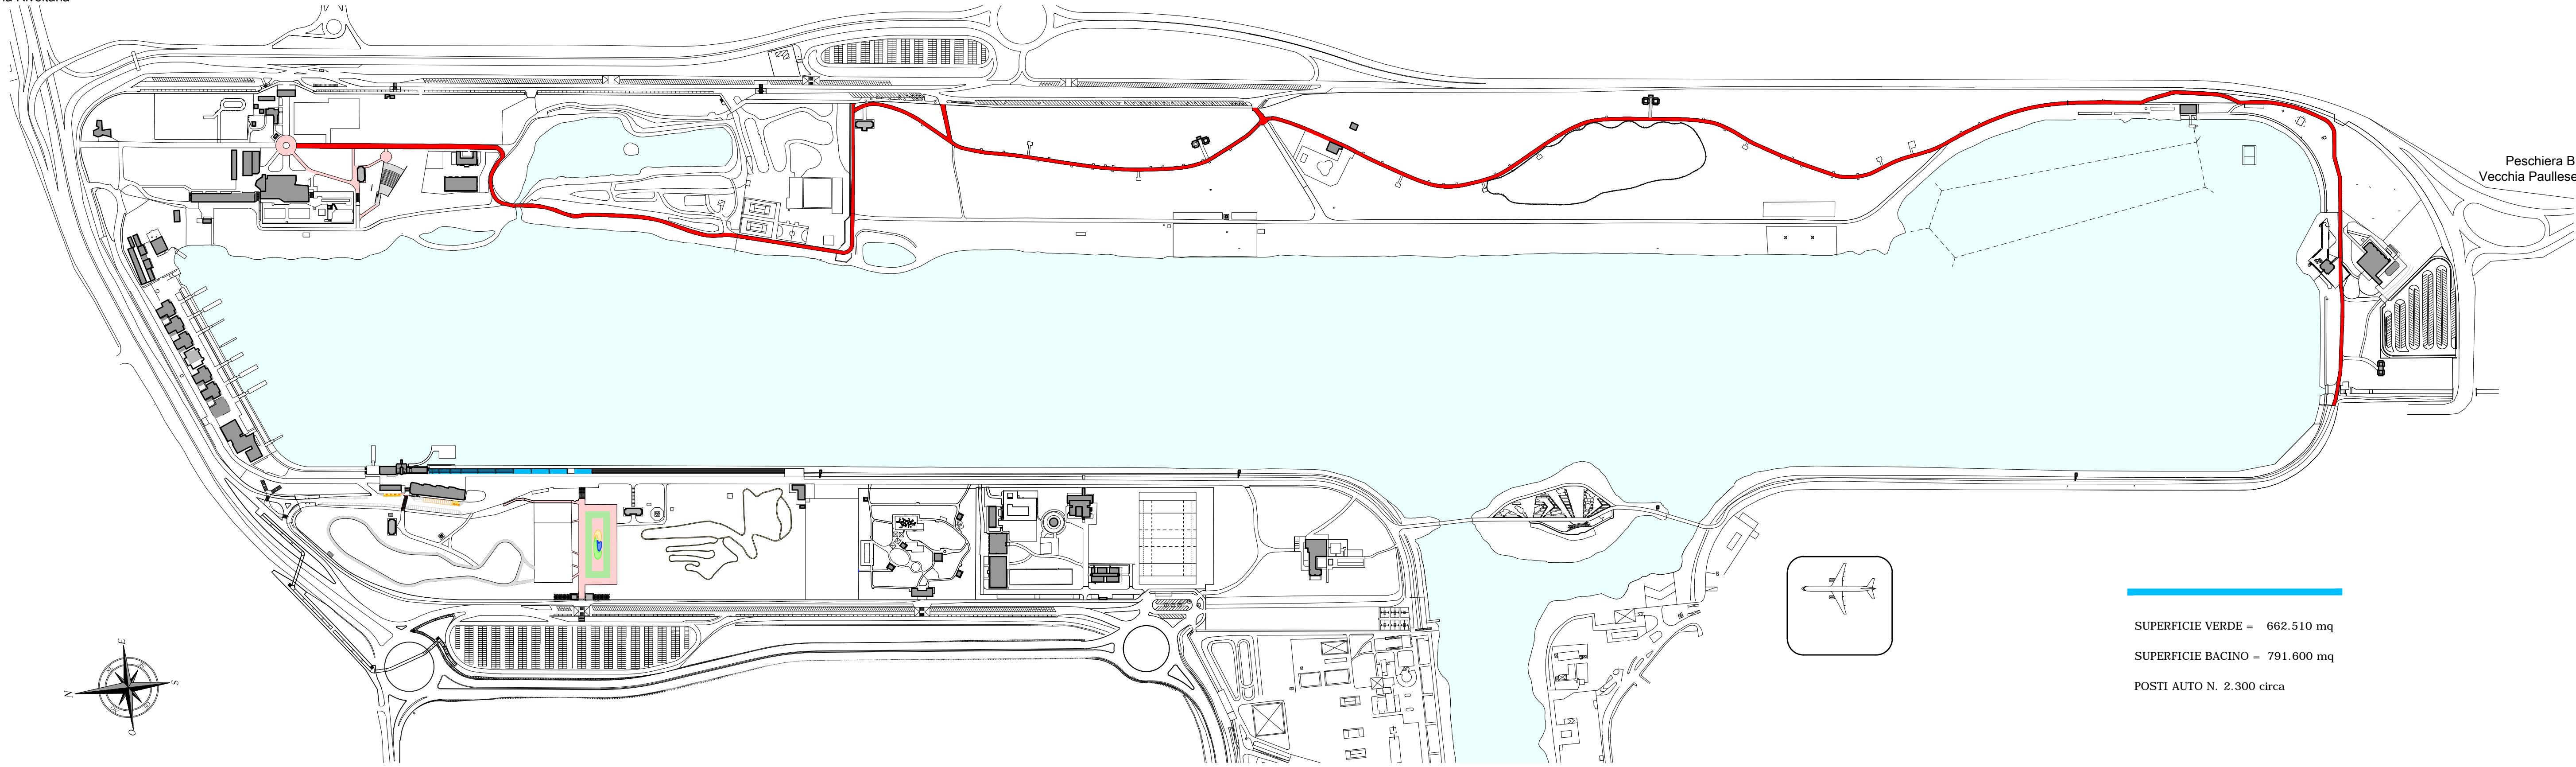 Peschiera B
Vecchia Paullese
SUPERFICIE VERDE = 662.510 mq
SUPERFICIE BACINO = 791.600 mq
POSTI AUTO N. 2.300 circa
E
N
S
O